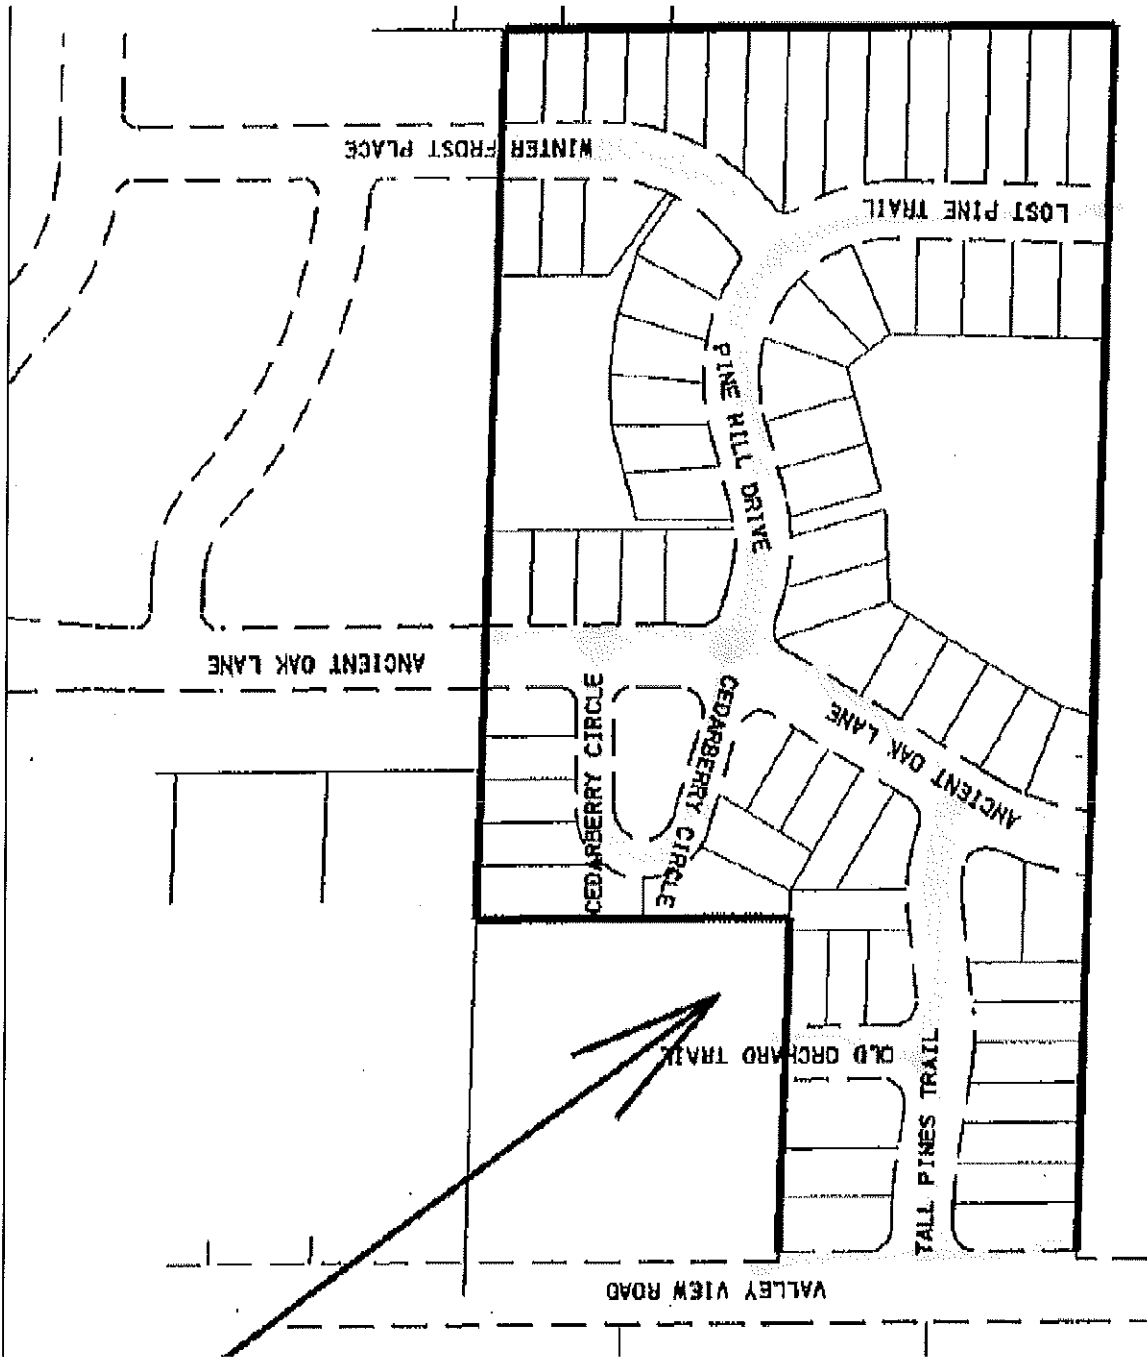 WINTER FROST PLACE
LOST PINE TRAIL
PINE HILL DRIVE
ANCIENT OAK LANE
CEDARBERRY CIRCLE
CEDARBERRY CIRCLE
ANCIENT OAK LANE
OLD ORCHARD TRAIL
TALL PINES TRAIL
VALLEY VIEW ROAD